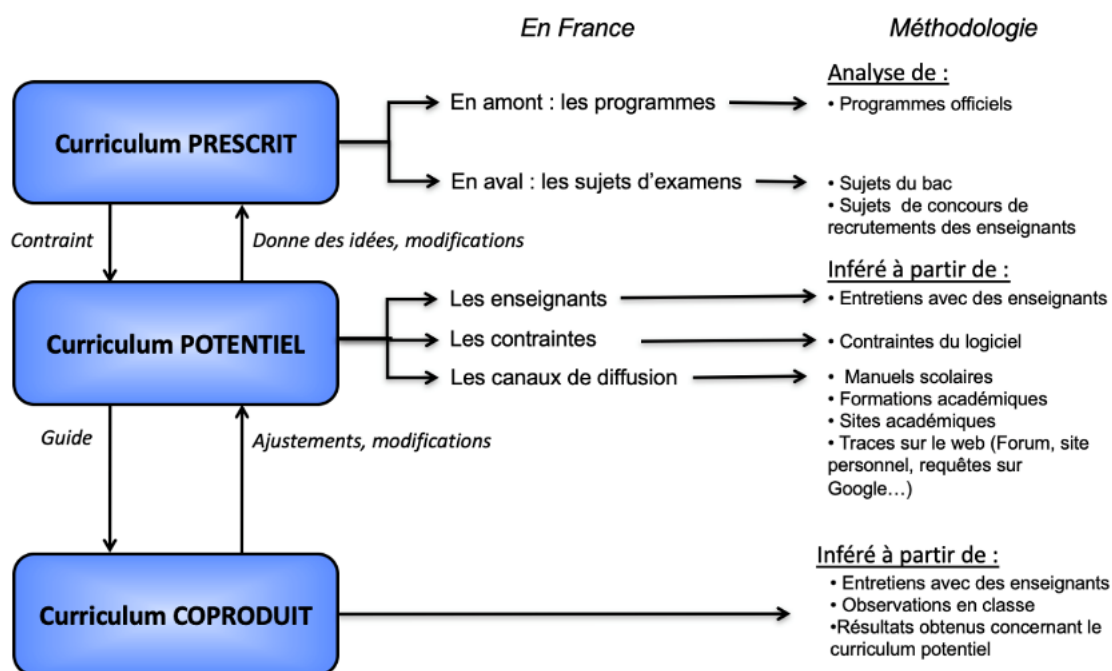 En France
Méthodologie
Curriculum PRESCRIT
En amont : les programmes
En aval : les sujets d'examens
Analyse de :
• Programmes officiels
• Sujets du bac
• Sujets de concours de
recrutements des enseignants
Contraint
Donne des idées, modifications
Curriculum POTENTIEL
Les enseignants
Les contraintes
Les canaux de diffusion
Inféré à partir de :
• Entretiens avec des enseignants
• Contraintes du logiciel
• Manuels scolaires
• Formations académiques
• Sites académiques
• Traces sur le web (Forum, site
personnel, requêtes sur
Google…)
Guide
Ajustements, modifications
Curriculum COPRODUIT
Inféré à partir de :
• Entretiens avec des enseignants
• Observations en classe
•Résultats obtenus concernant le
curriculum potentiel